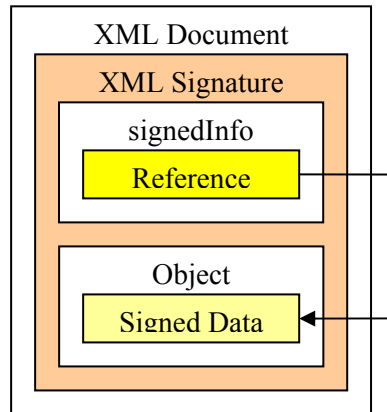 XML Document
XML Signature
signedInfo
Reference
Object
Signed Data